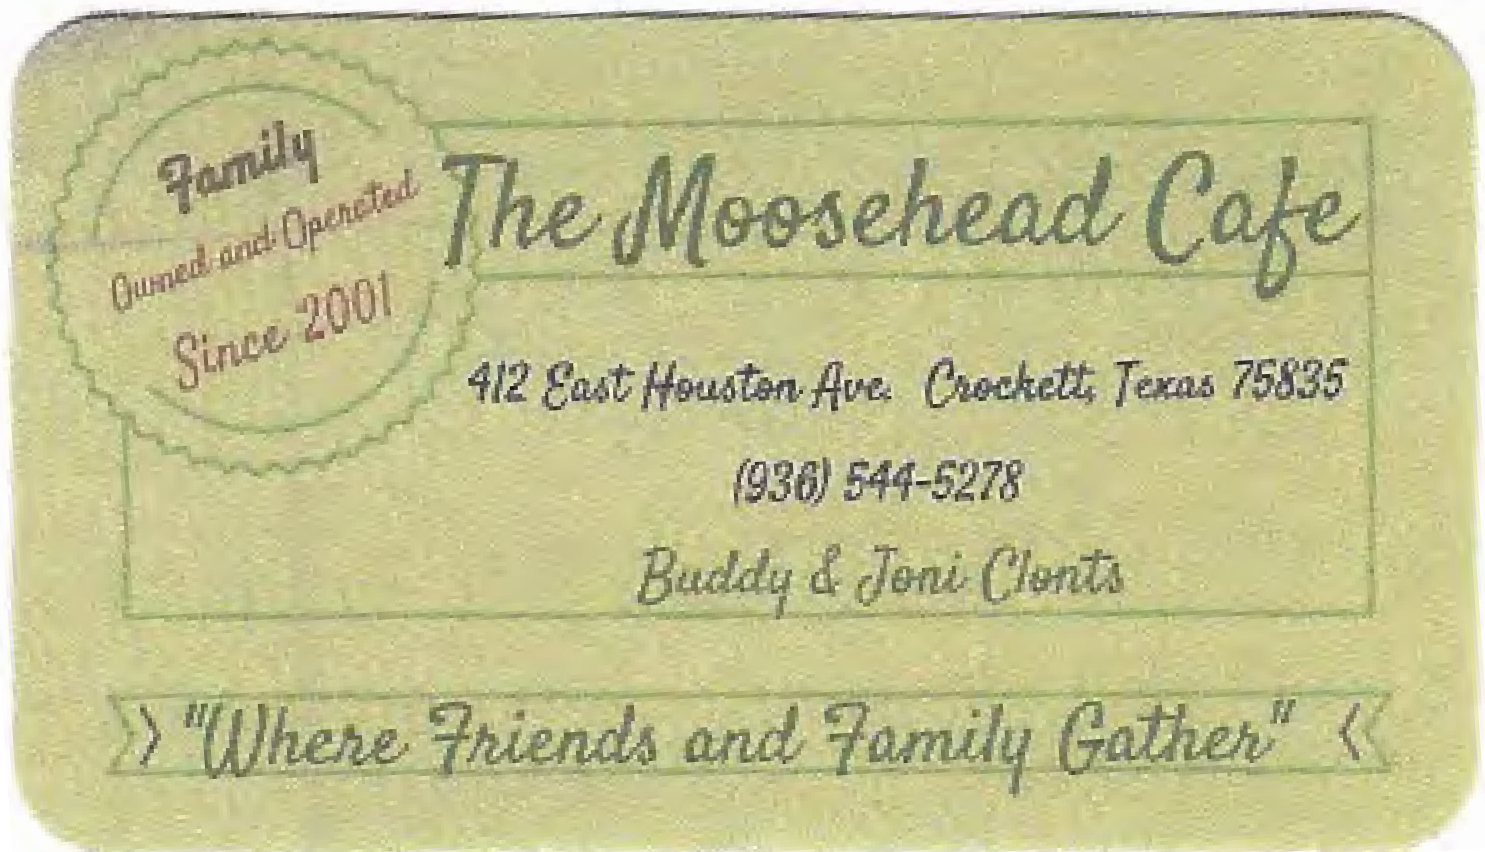 Family
Owned and Operated
Since 2001
The Moosehead Cafe
412 East Houston Ave. Crockett, Texas 75835
(936) 544-5278
Buddy & Joni Clonts
"Where Friends and Family Gather"